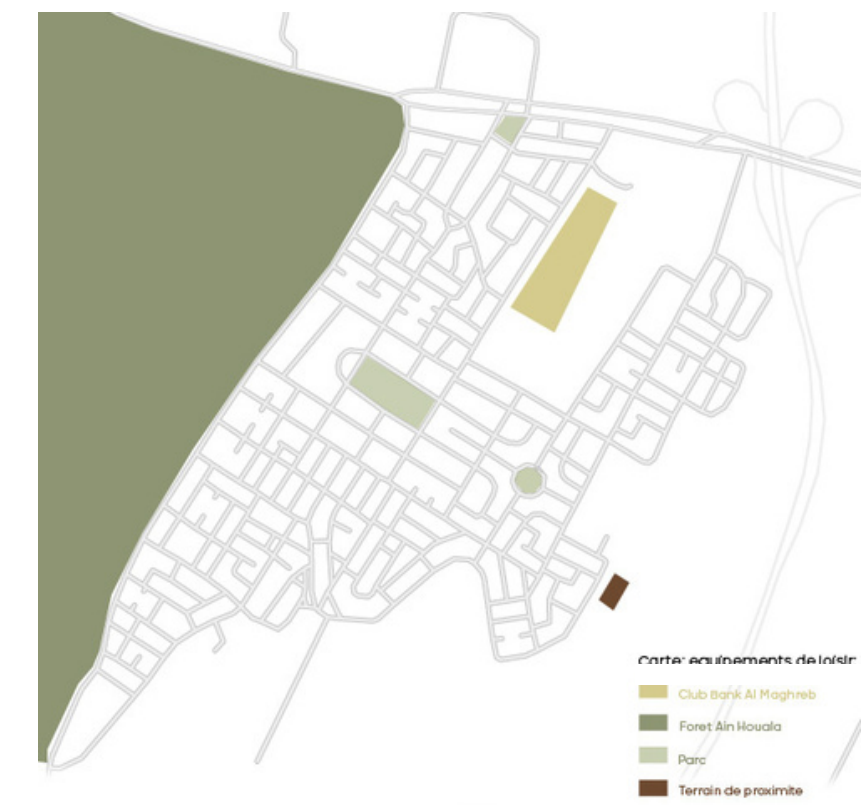 Carte: equipements de loisir:
Club Bank Al Maghreb
Foret Ain Houala
Parc
Terrain de proximite